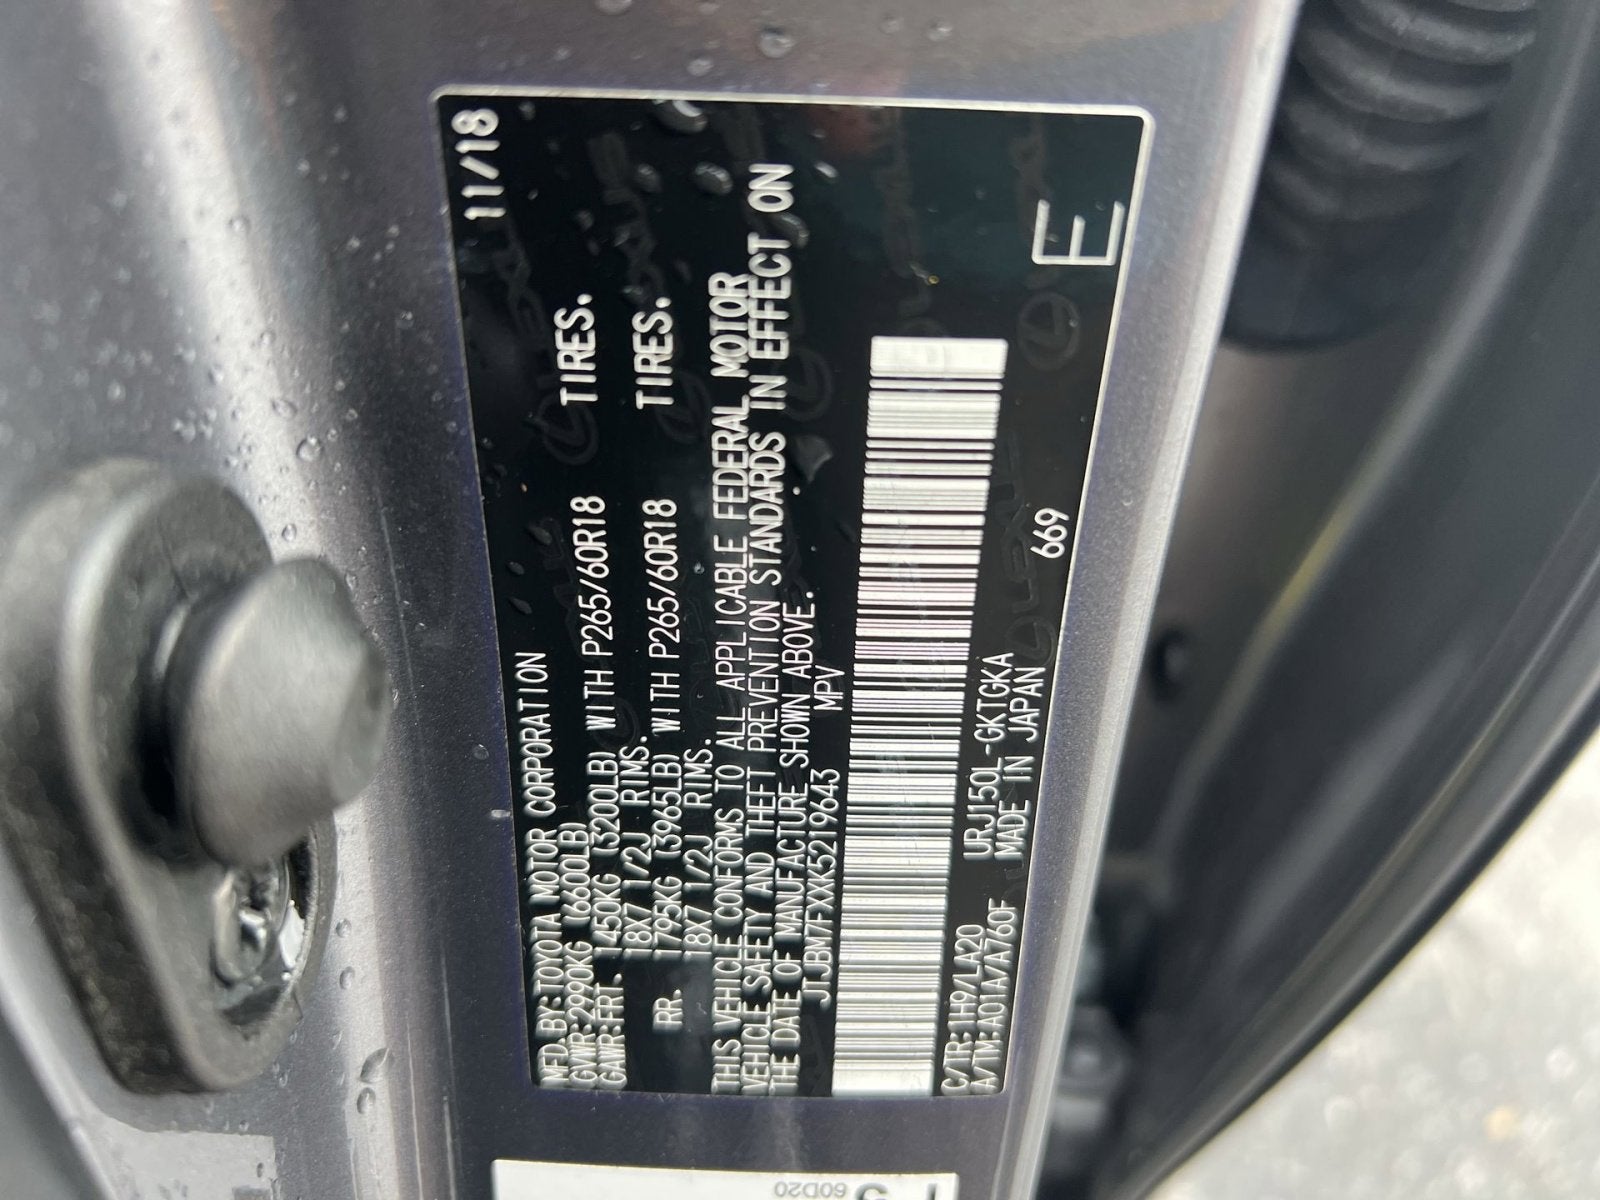 MFD. BY: TOYOTA MOTOR CORPORATION 11/18
GVWR: 2990KG (6600LB)
GAWR: FRT. 1450KG (3200LB) WITH P265/60R18 TIRES.
18X7 1/2J RIMS.
RR. 1795KG (3965LB) WITH P265/60R18 TIRES.
18X7 1/2J RIMS.
THIS VEHICLE CONFORMS TO ALL APPLICABLE FEDERAL MOTOR
VEHICLE SAFETY AND THEFT PREVENTION STANDARDS IN EFFECT ON
THE DATE OF MANUFACTURE SHOWN ABOVE.
JTJBM7FXXK5219643 MPV
C/TR: 1H9/LA20 URJ150L-GKTGKA
A/TM: A01A/A760F MADE IN JAPAN 669
E
LEXUS
60D20